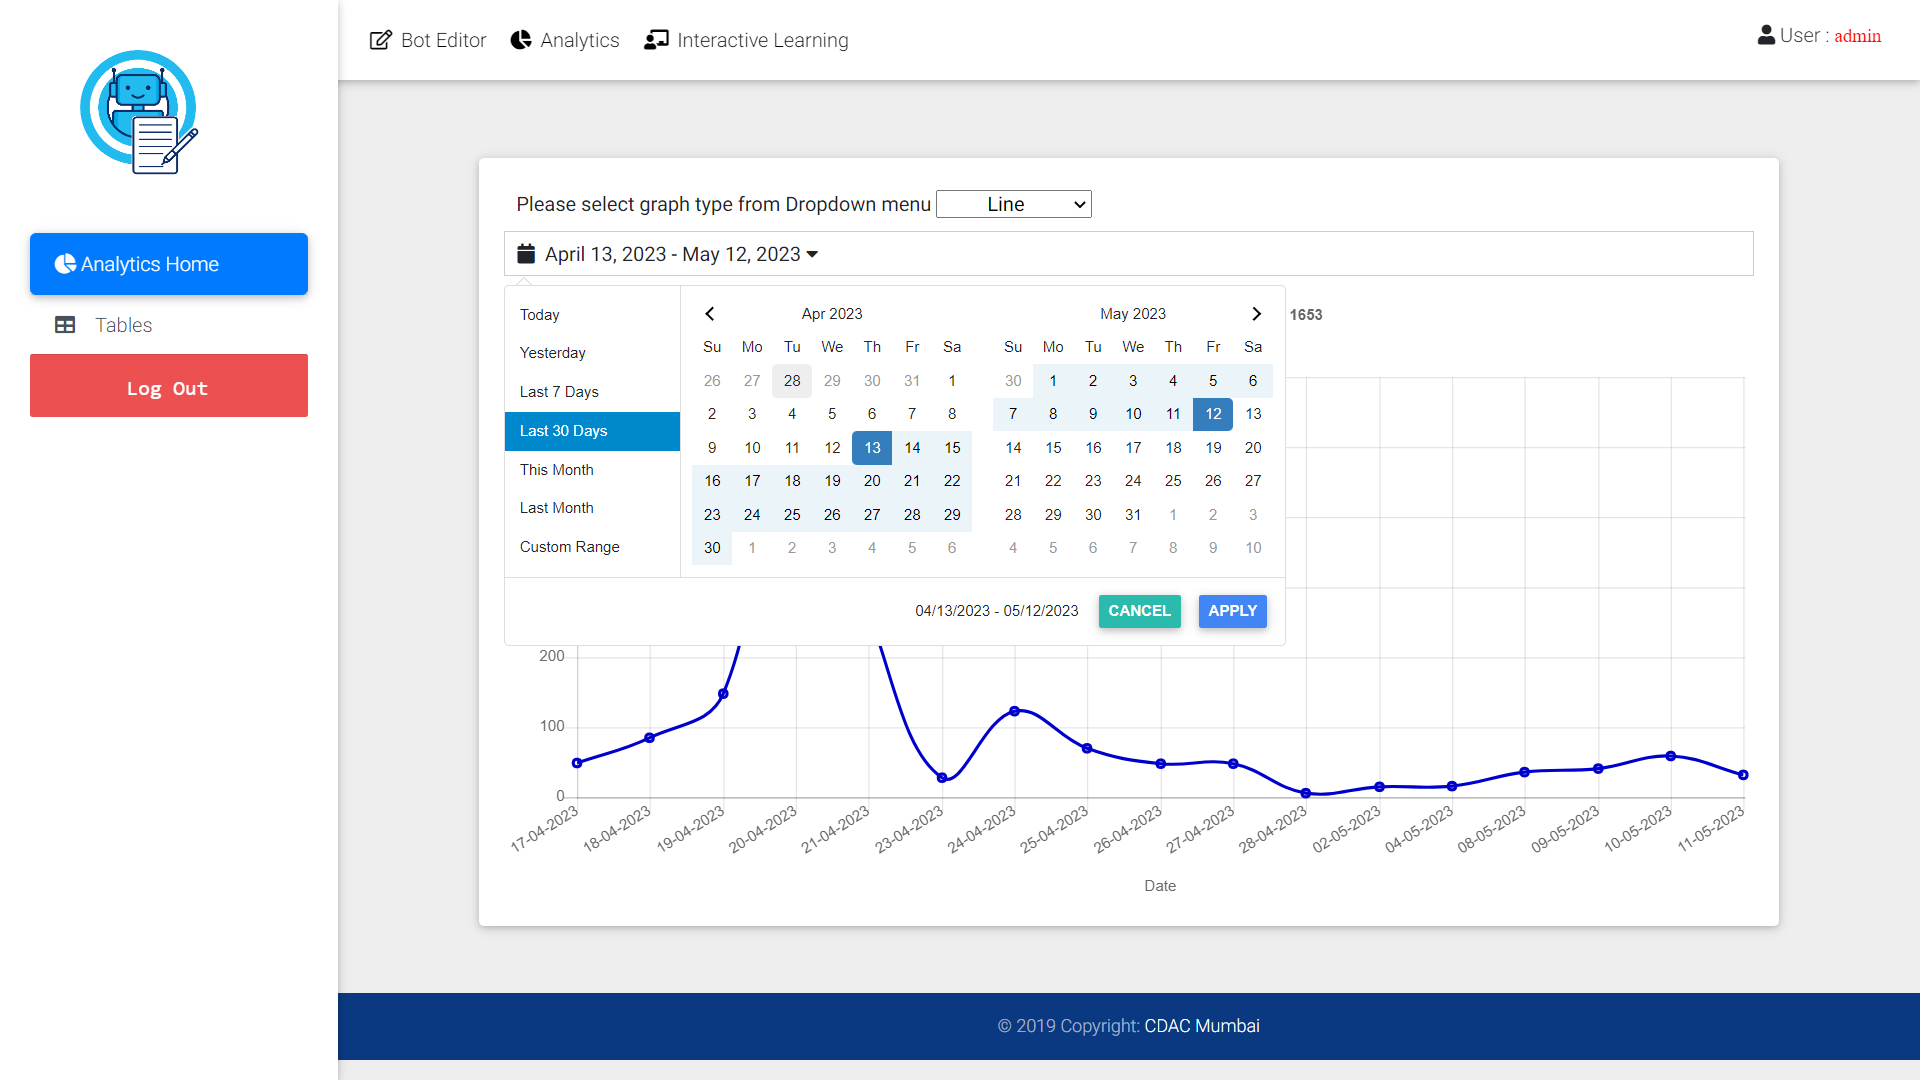 Bot Editor Analytics Interactive Learning
User : admin
Analytics Home
Tables
Log Out
Please select graph type from Dropdown menu Line
April 13, 2023 - May 12, 2023
Today
Yesterday
Last 7 Days
Last 30 Days
This Month
Last Month
Custom Range
Apr 2023
Su Mo Tu We Th Fr Sa
26 27 28 29 30 31 1
2 3 4 5 6 7 8
9 10 11 12 13 14 15
16 17 18 19 20 21 22
23 24 25 26 27 28 29
30 1 2 3 4 5 6
May 2023
Su Mo Tu We Th Fr Sa
30 1 2 3 4 5 6
7 8 9 10 11 12 13
14 15 16 17 18 19 20
21 22 23 24 25 26 27
28 29 30 31 1 2 3
4 5 6 7 8 9 10
04/13/2023 - 05/12/2023 CANCEL APPLY
1653
200
100
0
17-04-2023 18-04-2023 19-04-2023 20-04-2023 21-04-2023 23-04-2023 24-04-2023 25-04-2023 26-04-2023 27-04-2023 28-04-2023 02-05-2023 04-05-2023 08-05-2023 09-05-2023 10-05-2023 11-05-2023
Date
© 2019 Copyright: CDAC Mumbai